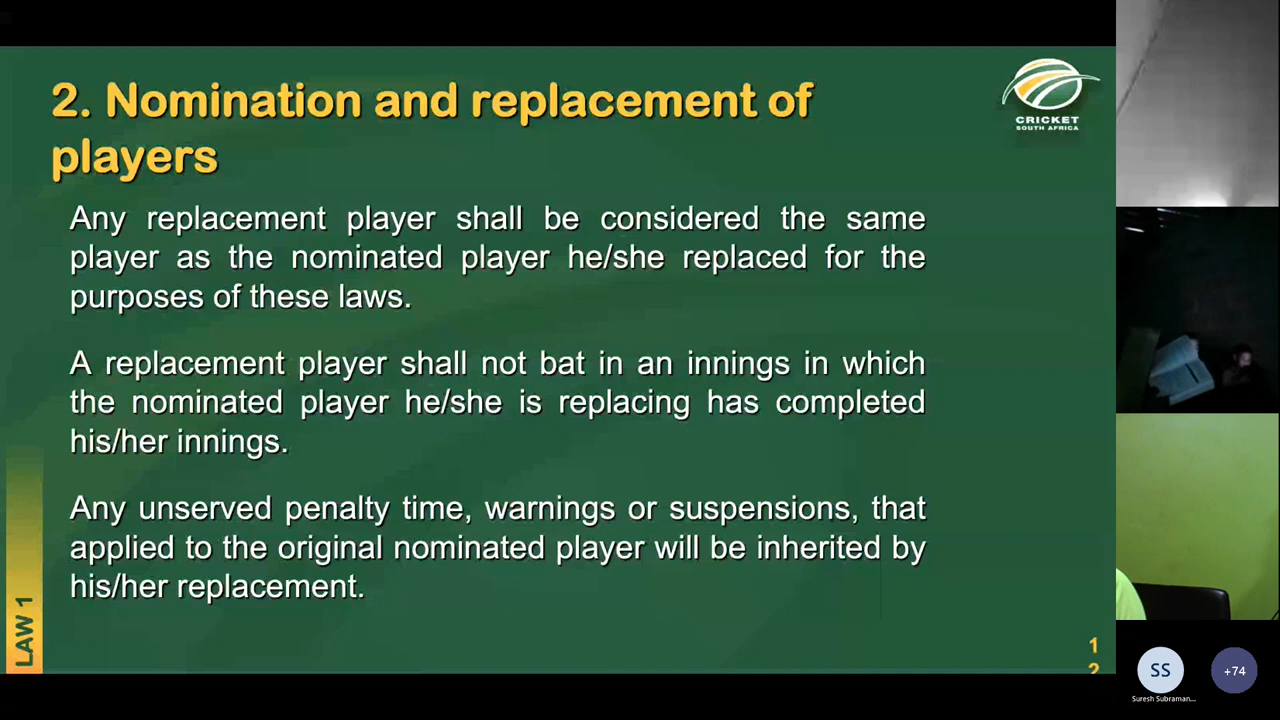 2. Nomination and replacement of
players
CRICKET
SOUTH AFRICA
Any replacement player shall be considered the same
player as the nominated player he/she replaced for the
purposes of these laws.
A replacement player shall not bat in an innings in which
the nominated player he/she is replacing has completed
his/her innings.
Any unserved penalty time, warnings or suspensions, that
applied to the original nominated player will be inherited by
his/her replacement.
LAW 1
1
2
SS
+74
Suresh Subraman...